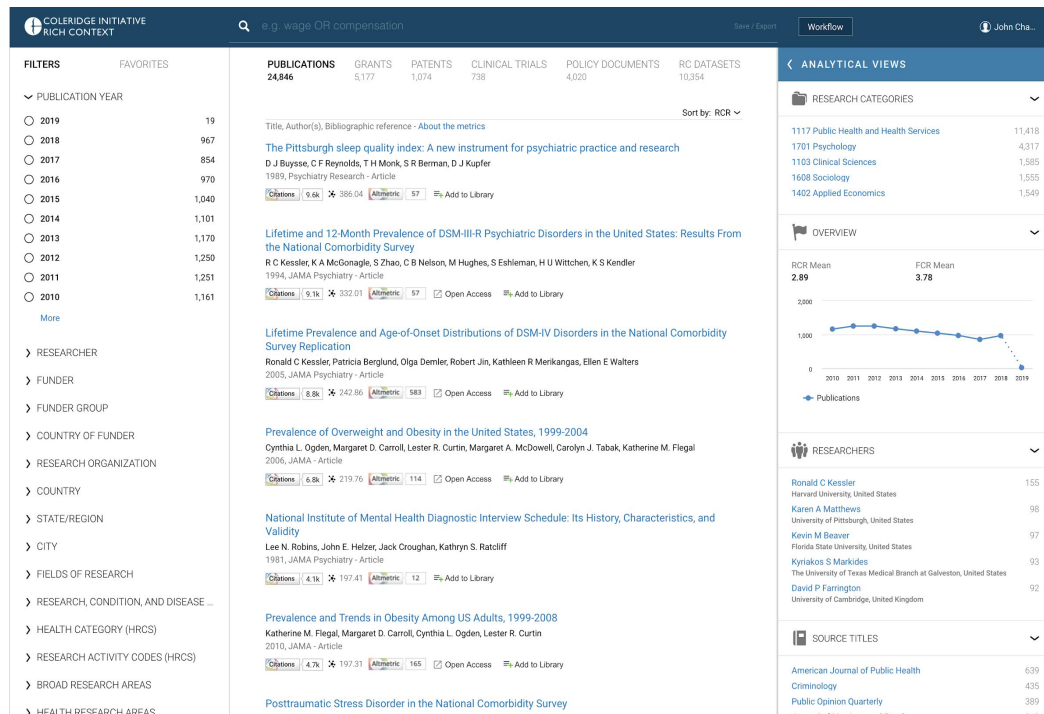 COLERIDGE INITIATIVE
RICH CONTEXT
e.g. wage OR compensation
Save / Export
Workflow
John Cha...
FILTERS
FAVORITES
PUBLICATION YEAR
2019 19
2018 967
2017 854
2016 970
2015 1,040
2014 1,101
2013 1,170
2012 1,250
2011 1,251
2010 1,161
More
RESEARCHER
FUNDER
FUNDER GROUP
COUNTRY OF FUNDER
RESEARCH ORGANIZATION
COUNTRY
STATE/REGION
CITY
FIELDS OF RESEARCH
RESEARCH, CONDITION, AND DISEASE ...
HEALTH CATEGORY (HRCS)
RESEARCH ACTIVITY CODES (HRCS)
BROAD RESEARCH AREAS
HEALTH RESEARCH AREAS
PUBLICATIONS GRANTS PATENTS CLINICAL TRIALS POLICY DOCUMENTS RC DATASETS
24,846 5,177 1,074 738 4,020 10,354
Sort by: RCR
Title, Author(s), Bibliographic reference - About the metrics
The Pittsburgh sleep quality index: A new instrument for psychiatric practice and research
D J Buysse, C F Reynolds, T H Monk, S R Berman, D J Kupfer
1989, Psychiatry Research - Article
Citations 9.6k 386.04 Altmetric 57 Add to Library
Lifetime and 12-Month Prevalence of DSM-III-R Psychiatric Disorders in the United States: Results From
the National Comorbidity Survey
R C Kessler, K A McGonagle, S Zhao, C B Nelson, M Hughes, S Eshleman, H U Wittchen, K S Kendler
1994, JAMA Psychiatry - Article
Citations 9.1k 332.01 Altmetric 57 Open Access Add to Library
Lifetime Prevalence and Age-of-Onset Distributions of DSM-IV Disorders in the National Comorbidity
Survey Replication
Ronald C Kessler, Patricia Berglund, Olga Demler, Robert Jin, Kathleen R Merikangas, Ellen E Walters
2005, JAMA Psychiatry - Article
Citations 8.8k 242.86 Altmetric 583 Open Access Add to Library
Prevalence of Overweight and Obesity in the United States, 1999-2004
Cynthia L. Ogden, Margaret D. Carroll, Lester R. Curtin, Margaret A. McDowell, Carolyn J. Tabak, Katherine M. Flegal
2006, JAMA - Article
Citations 6.8k 219.76 Altmetric 114 Open Access Add to Library
National Institute of Mental Health Diagnostic Interview Schedule: Its History, Characteristics, and
Validity
Lee N. Robins, John E. Helzer, Jack Croughan, Kathryn S. Ratcliff
1981, JAMA Psychiatry - Article
Citations 4.1k 197.41 Altmetric 12 Add to Library
Prevalence and Trends in Obesity Among US Adults, 1999-2008
Katherine M. Flegal, Margaret D. Carroll, Cynthia L. Ogden, Lester R. Curtin
2010, JAMA - Article
Citations 4.7k 197.31 Altmetric 165 Open Access Add to Library
Posttraumatic Stress Disorder in the National Comorbidity Survey
ANALYTICAL VIEWS
RESEARCH CATEGORIES
1117 Public Health and Health Services 11,418
1701 Psychology 4,317
1103 Clinical Sciences 1,585
1608 Sociology 1,555
1402 Applied Economics 1,549
OVERVIEW
RCR Mean FCR Mean
2.89 3.78
2,000
1,000
0
2010 2011 2012 2013 2014 2015 2016 2017 2018 2019
Publications
RESEARCHERS
Ronald C Kessler 155
Harvard University, United States
Karen A Matthews 98
University of Pittsburgh, United States
Kevin M Beaver 97
Florida State University, United States
Kyriakos S Markides 93
The University of Texas Medical Branch at Galveston, United States
David P Farrington 92
University of Cambridge, United Kingdom
SOURCE TITLES
American Journal of Public Health 639
Criminology 435
Public Opinion Quarterly 389